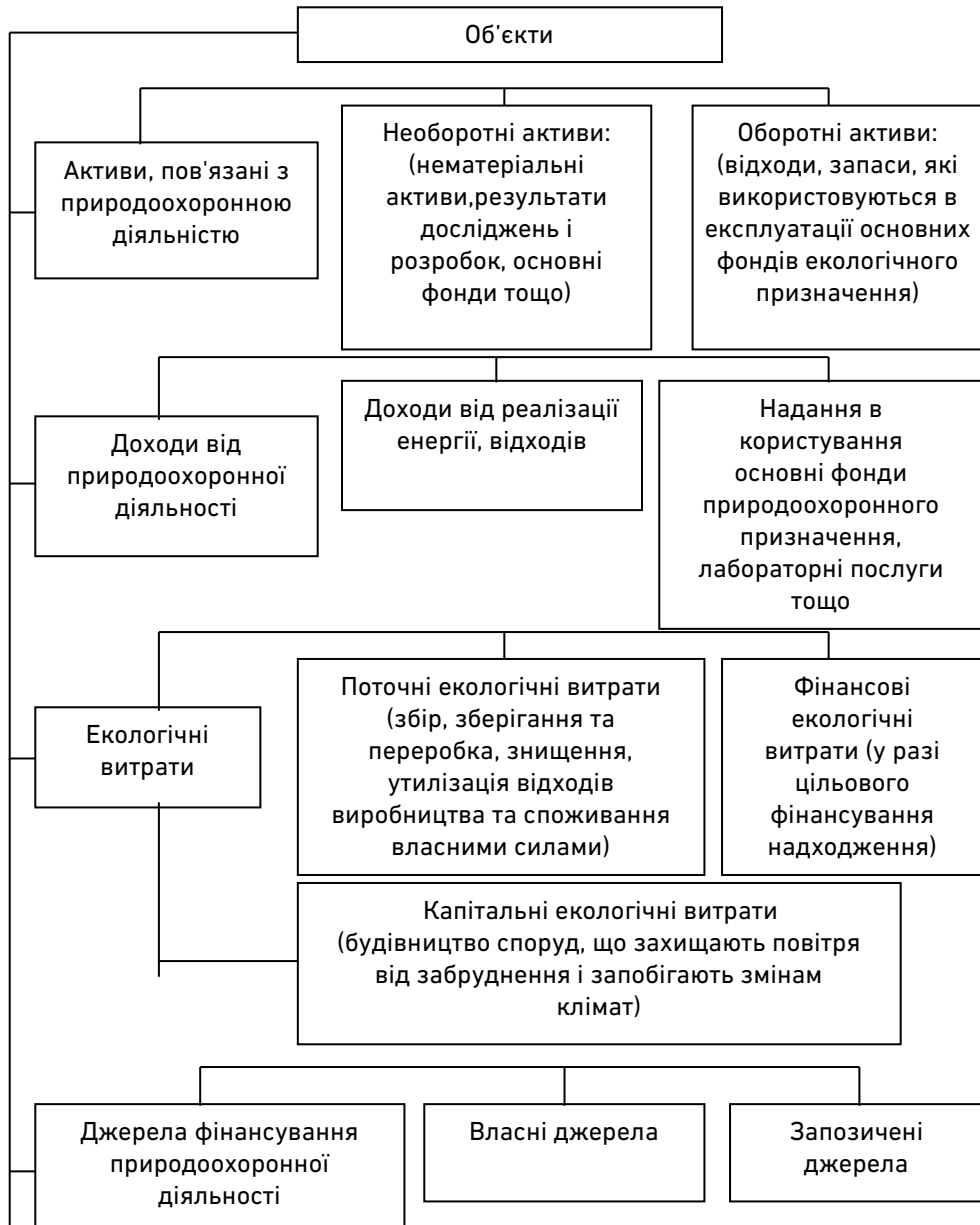 Об’єкти
Активи, пов'язані з
природоохоронною
діяльністю
Необоротні активи:
(нематеріальні
активи,результати
досліджень і
розробок, основні
фонди тощо)
Оборотні активи:
(відходи, запаси, які
використовуються в
експлуатації основних
фондів екологічного
призначення)
Доходи від
природоохоронної
діяльності
Доходи від реалізації
енергії, відходів
Надання в
користування
основні фонди
природоохоронного
призначення,
лабораторні послуги
тощо
Екологічні
витрати
Поточні екологічні витрати
(збір, зберігання та
переробка, знищення,
утилізація відходів
виробництва та споживання
власними силами)
Фінансові
екологічні
витрати (у разі
цільового
фінансування
надходження)
Капітальні екологічні витрати
(будівництво споруд, що захищають повітря
від забруднення і запобігають змінам
клімат)
Джерела фінансування
природоохоронної
діяльності
Власні джерела
Запозичені
джерела